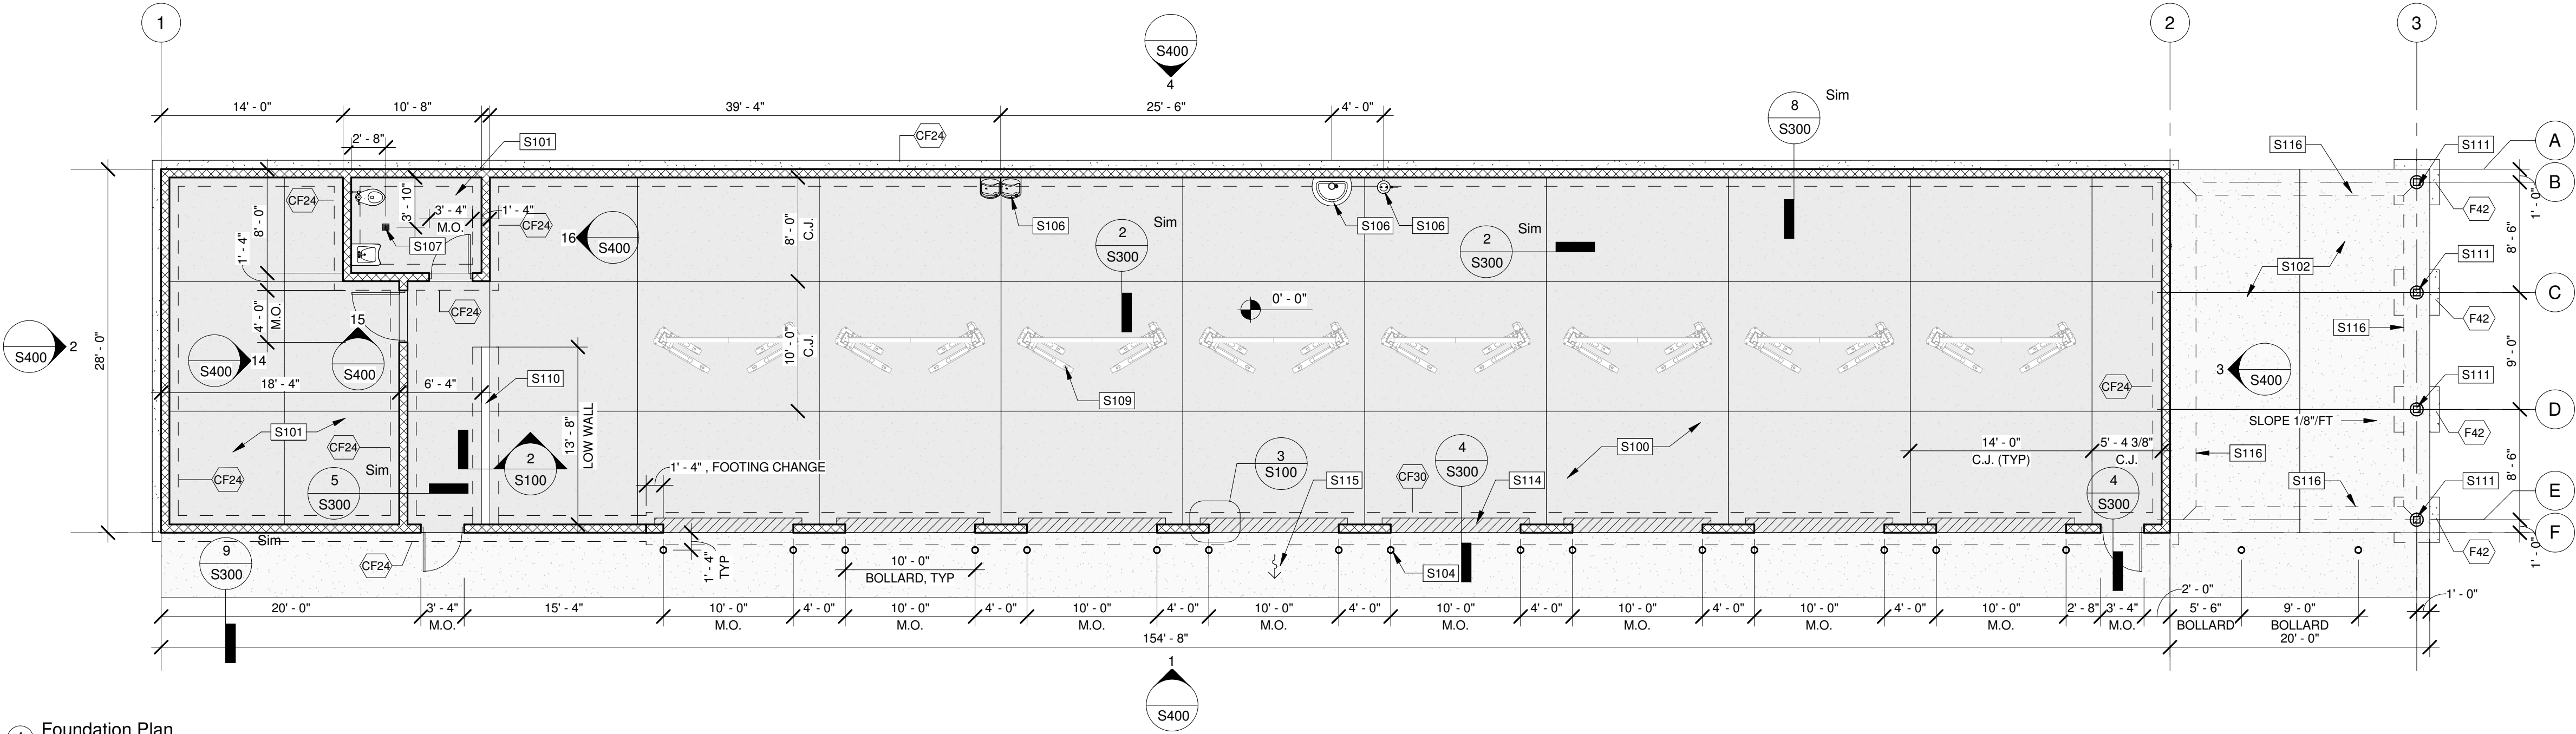 1
2
3
S400
4
14' - 0"
10' - 8"
39' - 4"
25' - 6"
4' - 0"
8
S300
Sim
CF24
CF24
2' - 8"
S101
S116
S111
A
B
F42
1' - 0"
8' - 0"
3' - 10"
3' - 4"
M.O.
1' - 4"
CF24
S107
16
S400
8' - 0"
C.J.
S106
2
S300
Sim
S106
S106
2
S300
Sim
1' - 4"
S102
S111
8' - 6"
C
F42
28' - 0"
4' - 0"
M.O.
CF24
0' - 0"
S116
S400
2
S400
14
15
S400
10' - 0"
C.J.
9' - 0"
3
S400
S111
18' - 4"
6' - 4"
S110
S109
CF24
D
F42
SLOPE 1/8"/FT
S101
CF24
CF24
13' - 8"
LOW WALL
2
S100
1' - 4" , FOOTING CHANGE
3
S100
S115
CF30
4
S300
S114
S100
14' - 0"
C.J. (TYP)
5' - 4 3/8"
C.J.
S116
S116
S111
8' - 6"
E
F
F42
1' - 0"
5
S300
Sim
4
S300
9
S300
Sim
CF24
1' - 4"
TYP
10' - 0"
BOLLARD, TYP
S104
20' - 0"
3' - 4"
M.O.
15' - 4"
10' - 0"
M.O.
4' - 0"
10' - 0"
M.O.
4' - 0"
10' - 0"
M.O.
4' - 0"
10' - 0"
M.O.
4' - 0"
10' - 0"
M.O.
4' - 0"
10' - 0"
M.O.
4' - 0"
10' - 0"
M.O.
4' - 0"
10' - 0"
M.O.
2' - 8"
3' - 4"
M.O.
2' - 0"
5' - 6"
BOLLARD
9' - 0"
BOLLARD
1' - 0"
154' - 8"
20' - 0"
1
S400
Foundation Plan